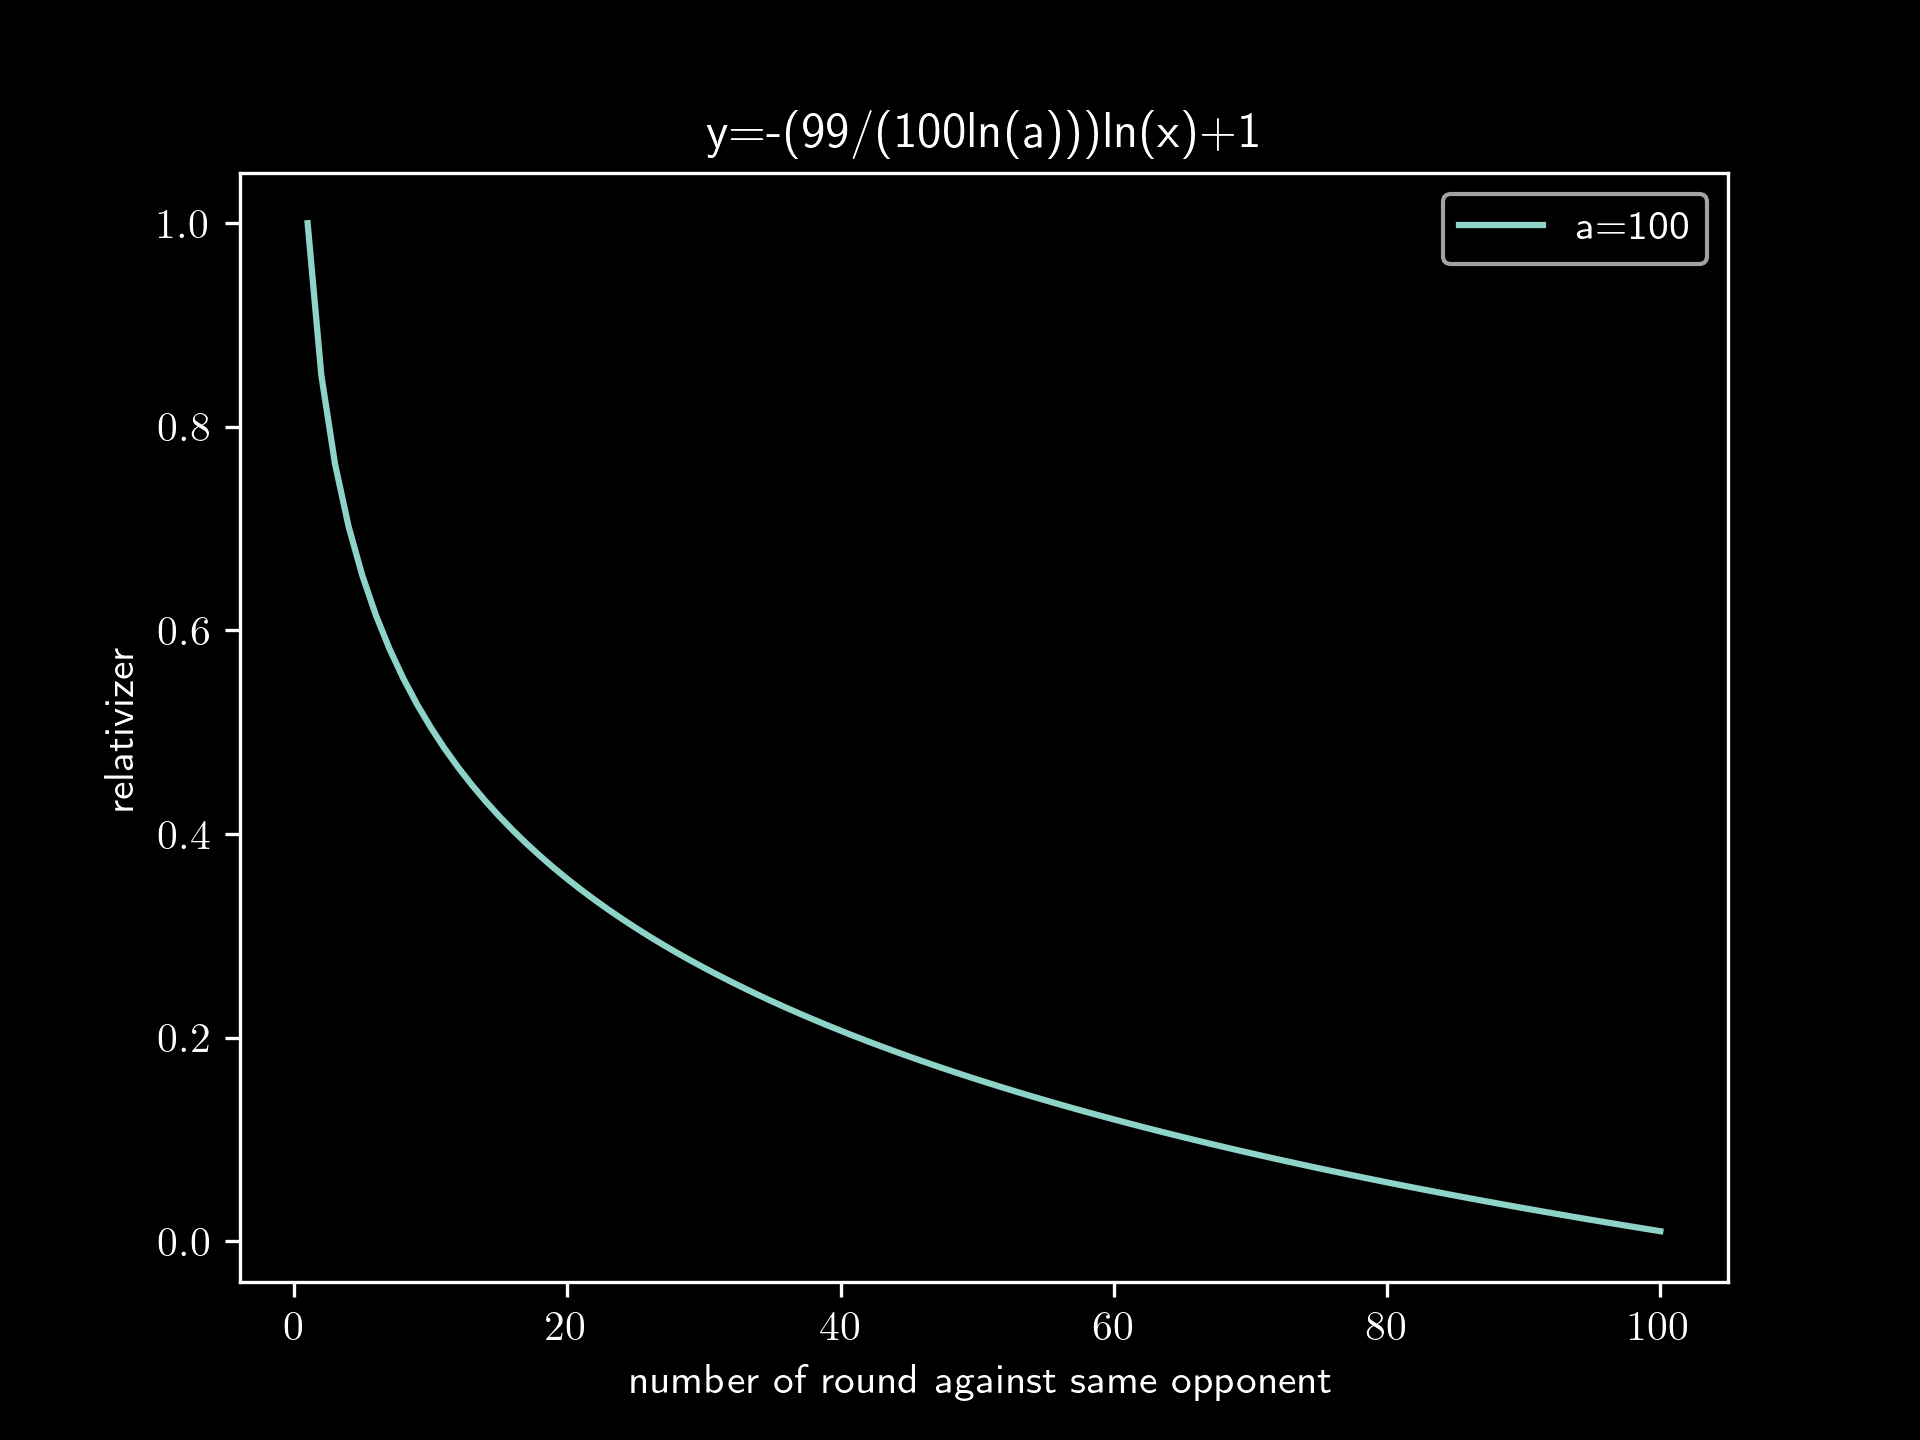 y=-(99/(100ln(a)))ln(x)+1
a=100
1.0
0.8
0.6
0.4
0.2
0.0
relativizer
0 20 40 60 80 100
number of round against same opponent